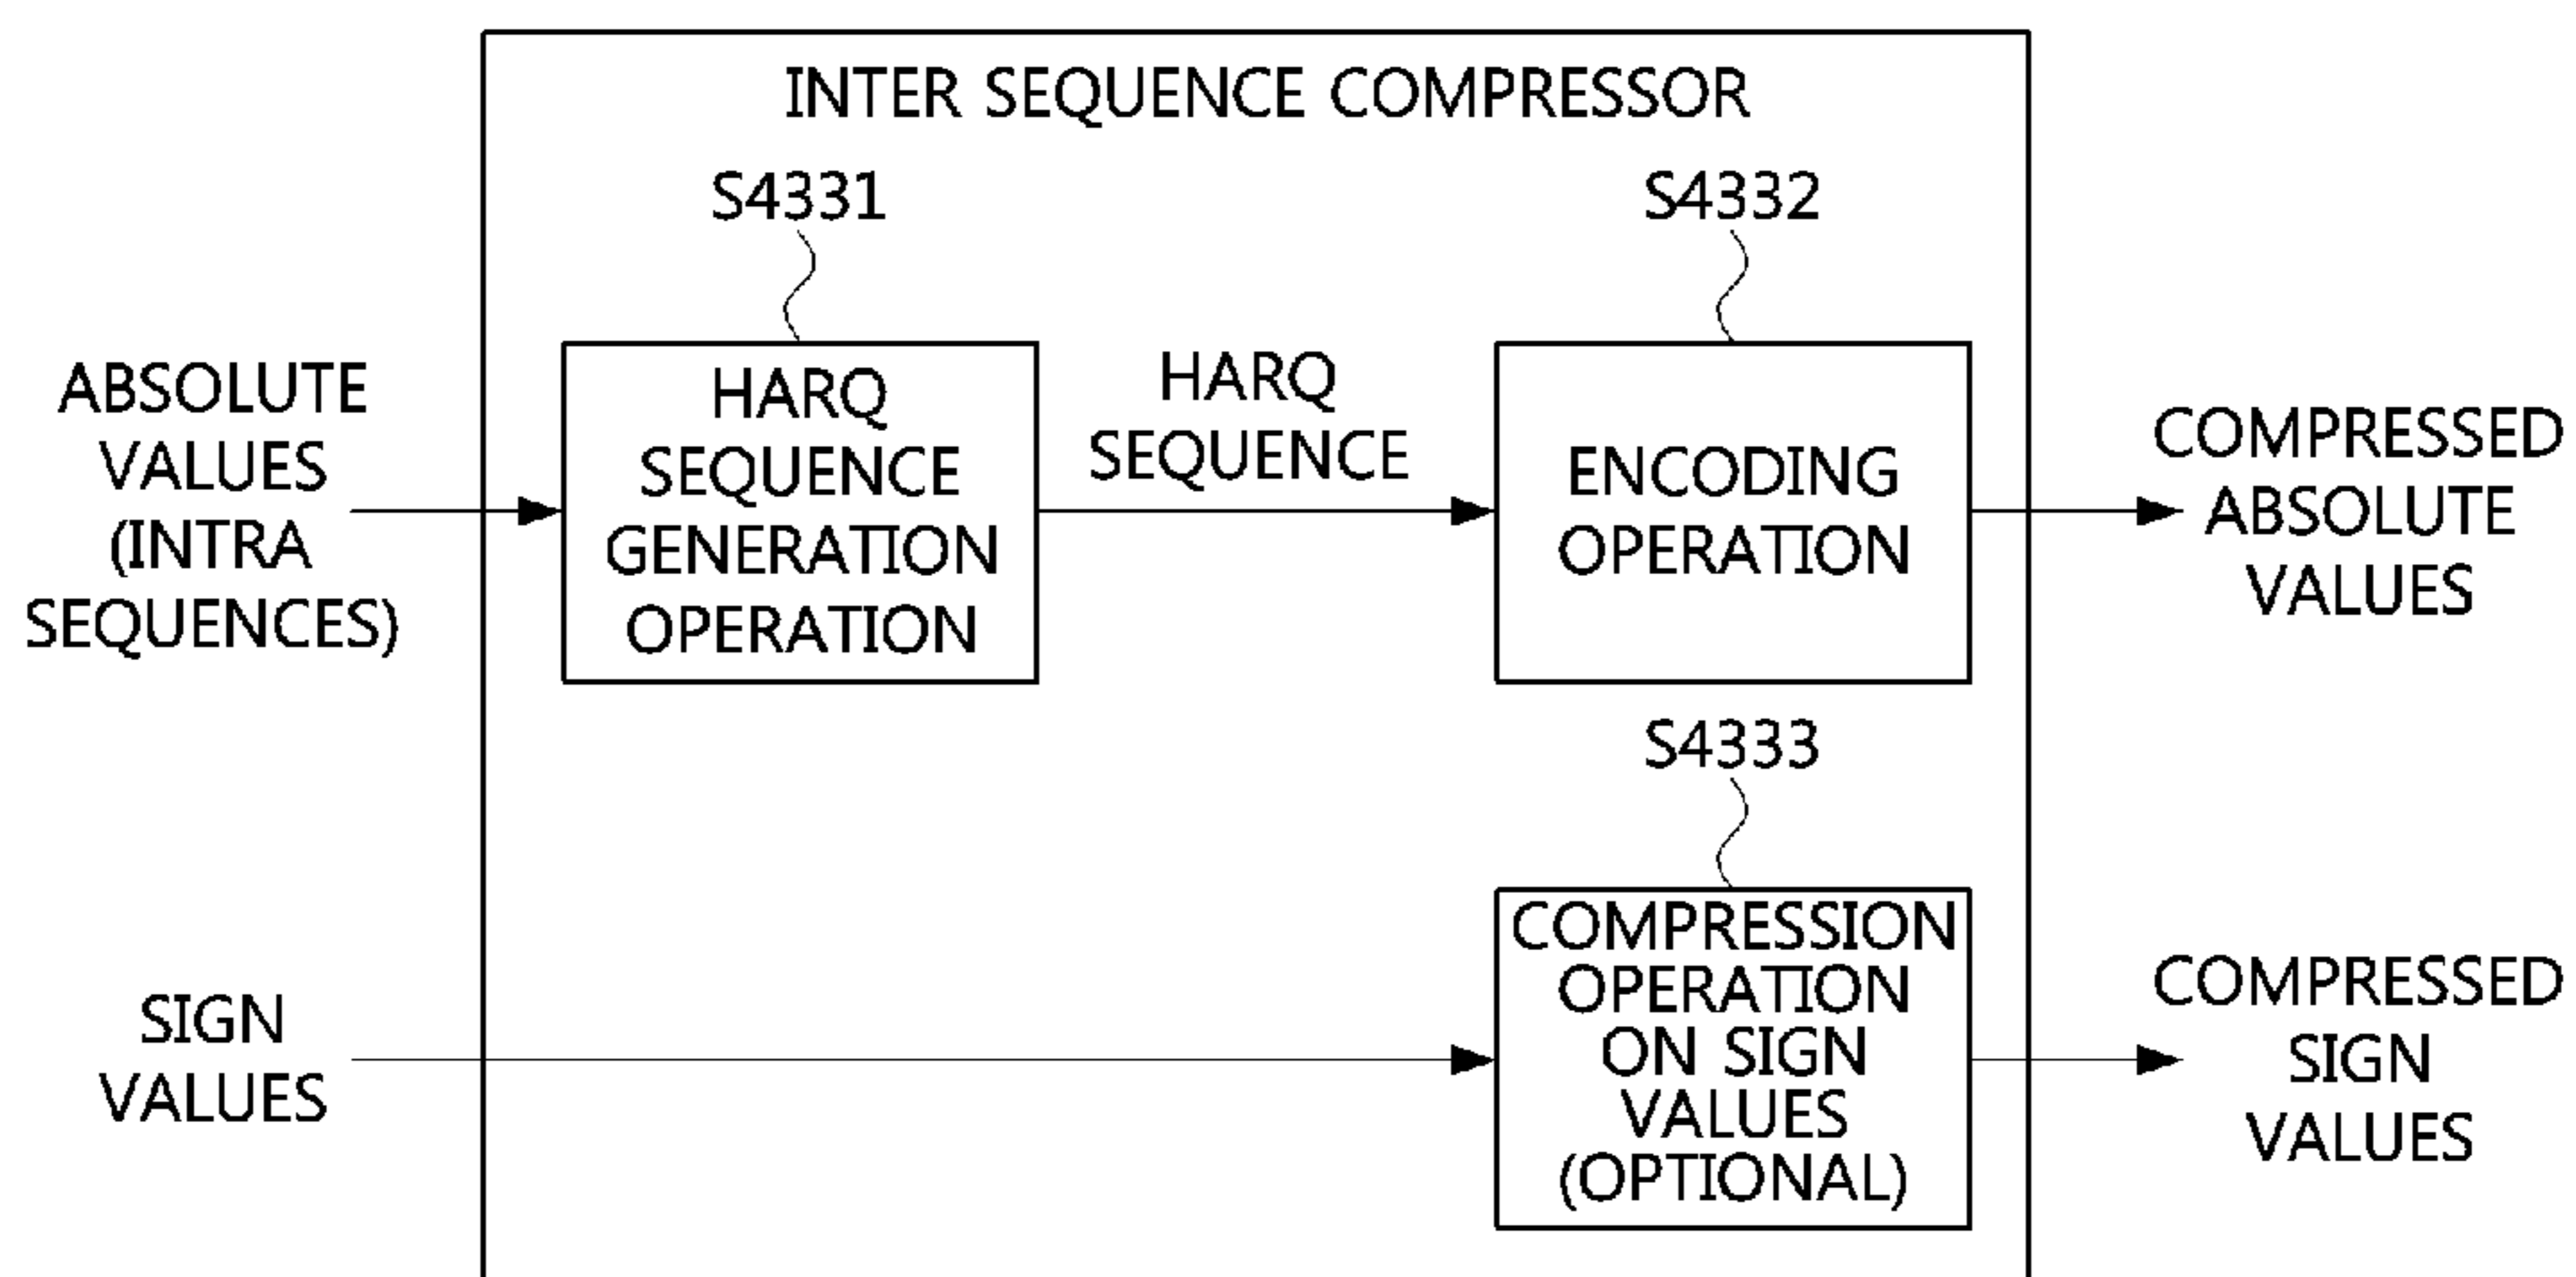 INTER SEQUENCE COMPRESSOR
S4331
S4332
ABSOLUTE
VALUES
(INTRA
SEQUENCES)
HARQ
SEQUENCE
GENERATION
OPERATION
HARQ
SEQUENCE
ENCODING
OPERATION
COMPRESSED
ABSOLUTE
VALUES
S4333
SIGN
VALUES
COMPRESSION
OPERATION
ON SIGN
VALUES
(OPTIONAL)
COMPRESSED
SIGN
VALUES